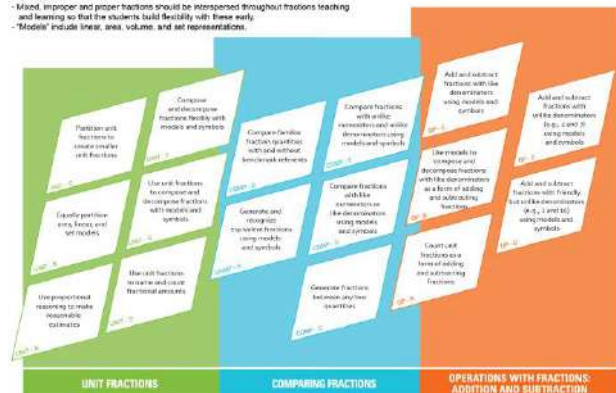 - Mixed, improper and proper fractions should be interspersed throughout fractions teaching
and learning so that the students build flexibility with these early.
- "Models" include linear, area, volume, and set representations.
Partition unit
fractions to
create smaller
unit fractions
Compose
and decompose
fractions flexibly with
models and symbols
Equally partition
area, linear, and
set models
Use unit fractions
to compose and
decompose fractions
with models and
symbols
Use proportional
reasoning to make
reasonable
estimates
UNIT - A
Use unit fractions
to name and count
fractional amounts
Compare familiar
fraction quantities
with and without
benchmark referents
Compare fractions
with unlike
numerators and unlike
denominators using
models and symbols
Generate and
recognize
equivalent fractions
using models
and symbols
Compare fractions
with like
numerators or
like denominators
using models
and symbols
Generate fractions
between any two
quantities
Add and subtract
fractions with like
denominators
using models and
symbols
Add and subtract
fractions with
unlike denominators
using models
and symbols
Use models to
compose and
decompose fractions
with like denominators
as a form of adding
and subtracting
fractions
Add and subtract
fractions with friendly
but unlike denominators
using models
and symbols
Count unit
fractions as a
form of adding
and subtracting
fractions
UNIT FRACTIONS
COMPARING FRACTIONS
OPERATIONS WITH FRACTIONS:
ADDITION AND SUBTRACTION